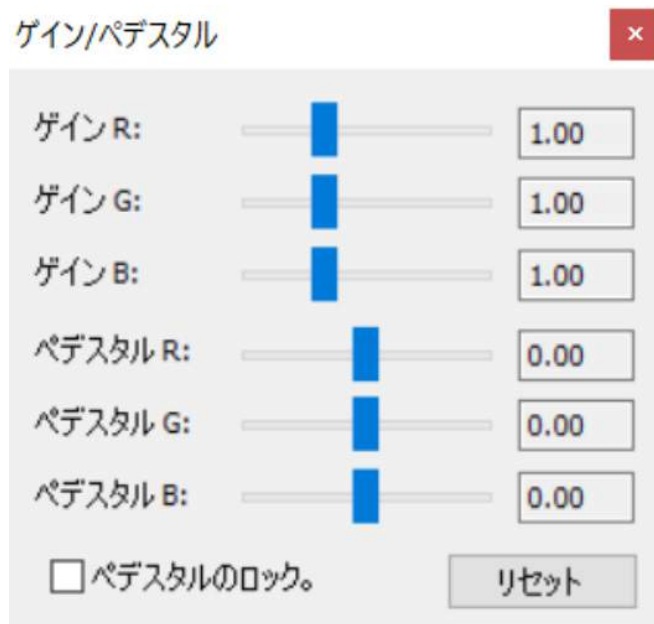 ゲイン/ペデスタル
ゲイン R: 1.00
ゲイン G: 1.00
ゲイン B: 1.00
ペデスタル R: 0.00
ペデスタル G: 0.00
ペデスタル B: 0.00
ペデスタルのロック。 リセット